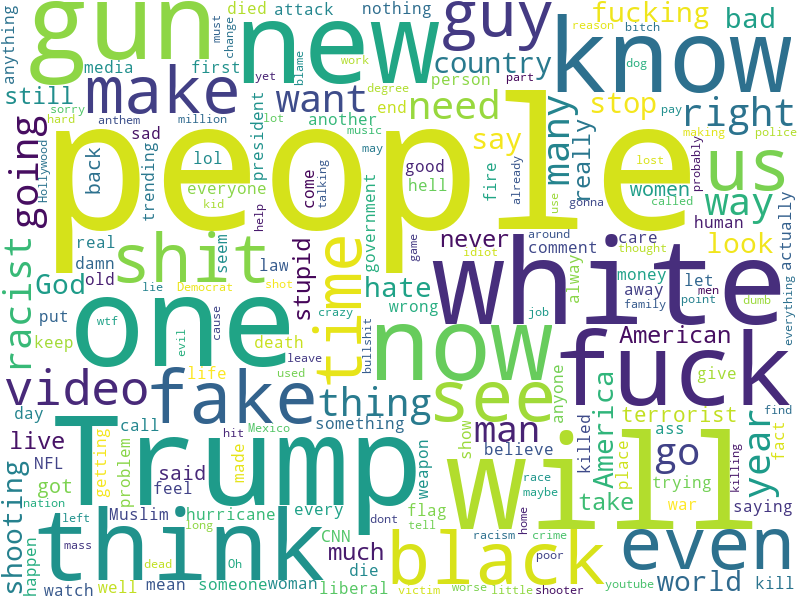 people
Trump
will
white
fuck
one
know
new
gun
think
now
black
fake
shit
us
even
see
time
make
guy
video
way
going
want
need
thing
man
many
right
racist
year
go
country
fucking
bad
stop
say
really
look
hate
God
stupid
American
America
terrorist
take
world
kill
saying
much
live
shooting
still
women
never
human
actually
anything
died
attack
nothing
must
change
blame
reason
bitch
dog
media
first
yet
work
person
part
degree
end
sorry
hard
anthem
million
lot
another
music
pay
making
police
sad
back
trending
lol
president
may
good
hell
fire
come
talking
already
gonna
use
lost
called
probably
Hollywood
everyone
kid
help
game
idiot
around
comment
care
thought
real
damn
old
seem
law
government
always
money
away
let
men
family
point
dumb
everything
lie
Democrat
shot
crazy
wrong
job
put
wtf
evil
cause
bullshit
keep
death
leave
life
used
anyone
give
day
call
something
show
killed
ass
place
find
fact
NFL
getting
problem
made
hit
Mexico
believe
said
weapon
race
maybe
trying
killing
got
feel
nation
left
Muslim
hurricane
long
every
dont
flag
tell
home
war
happen
mass
dead
Oh
CNN
racism
crime
poor
watch
well
mean
someone
woman
liberal
die
victim
worse
little
shooter
youtube